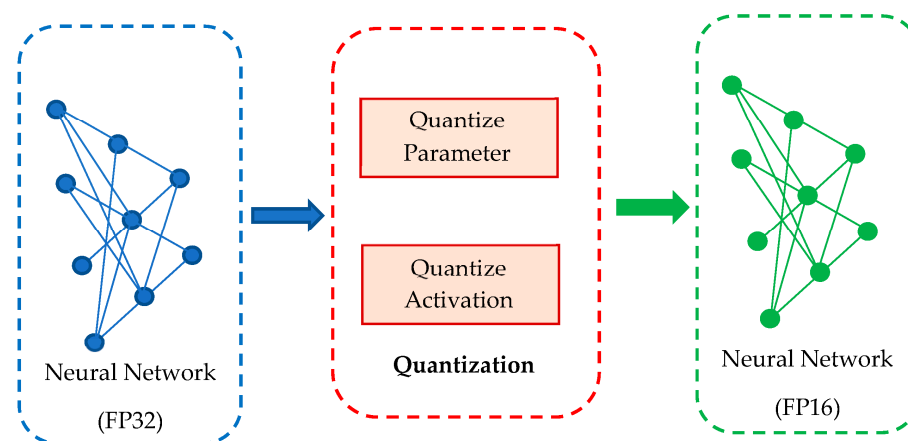 Neural Network
(FP32)
Quantize
Parameter
Quantize
Activation
Quantization
Neural Network
(FP16)